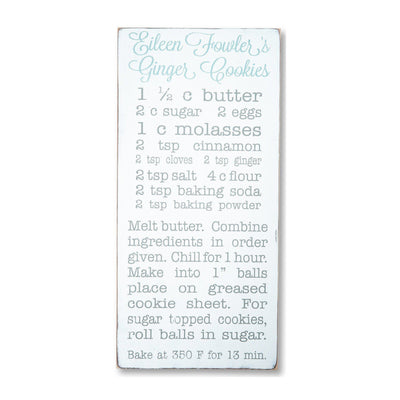 Eileen Fowler's
Ginger Cookies
1 ½ c butter
2 c sugar 2 eggs
1 c molasses
2 tsp cinnamon
2 tsp cloves 2 tsp ginger
2 tsp salt 4 c flour
2 tsp baking soda
2 tsp baking powder
Melt butter. Combine
ingredients in order
given. Chill for 1 hour.
Make into 1" balls
place on greased
cookie sheet. For
sugar topped cookies,
roll balls in sugar.
Bake at 350 F for 13 min.